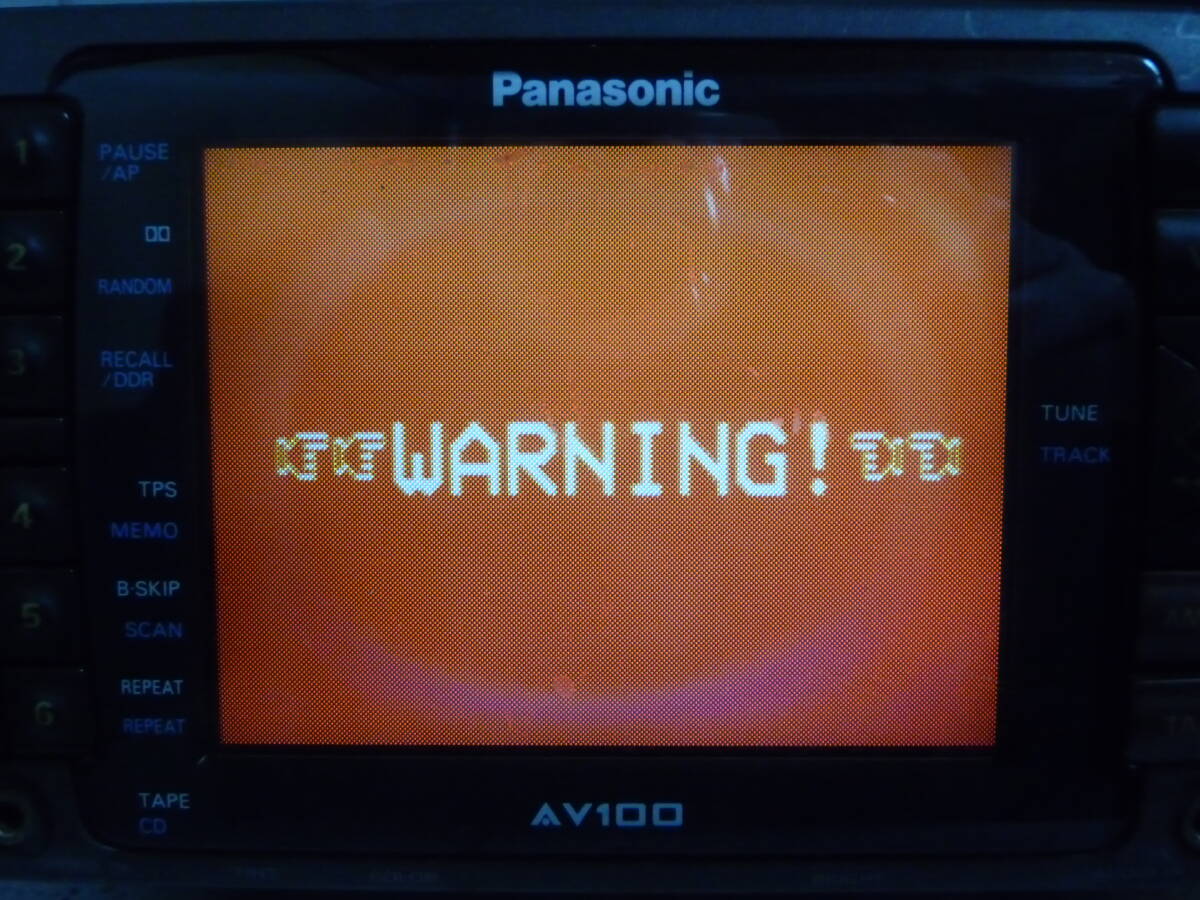 Panasonic
1
PAUSE
/AP
2
RANDOM
3
RECALL
/DDR
☞☞WARNING!☜☜
TUNE
TRACK
TPS
4
MEMO
B·SKIP
5
SCAN
REPEAT
6
REPEAT
TAPE
CD
AV100